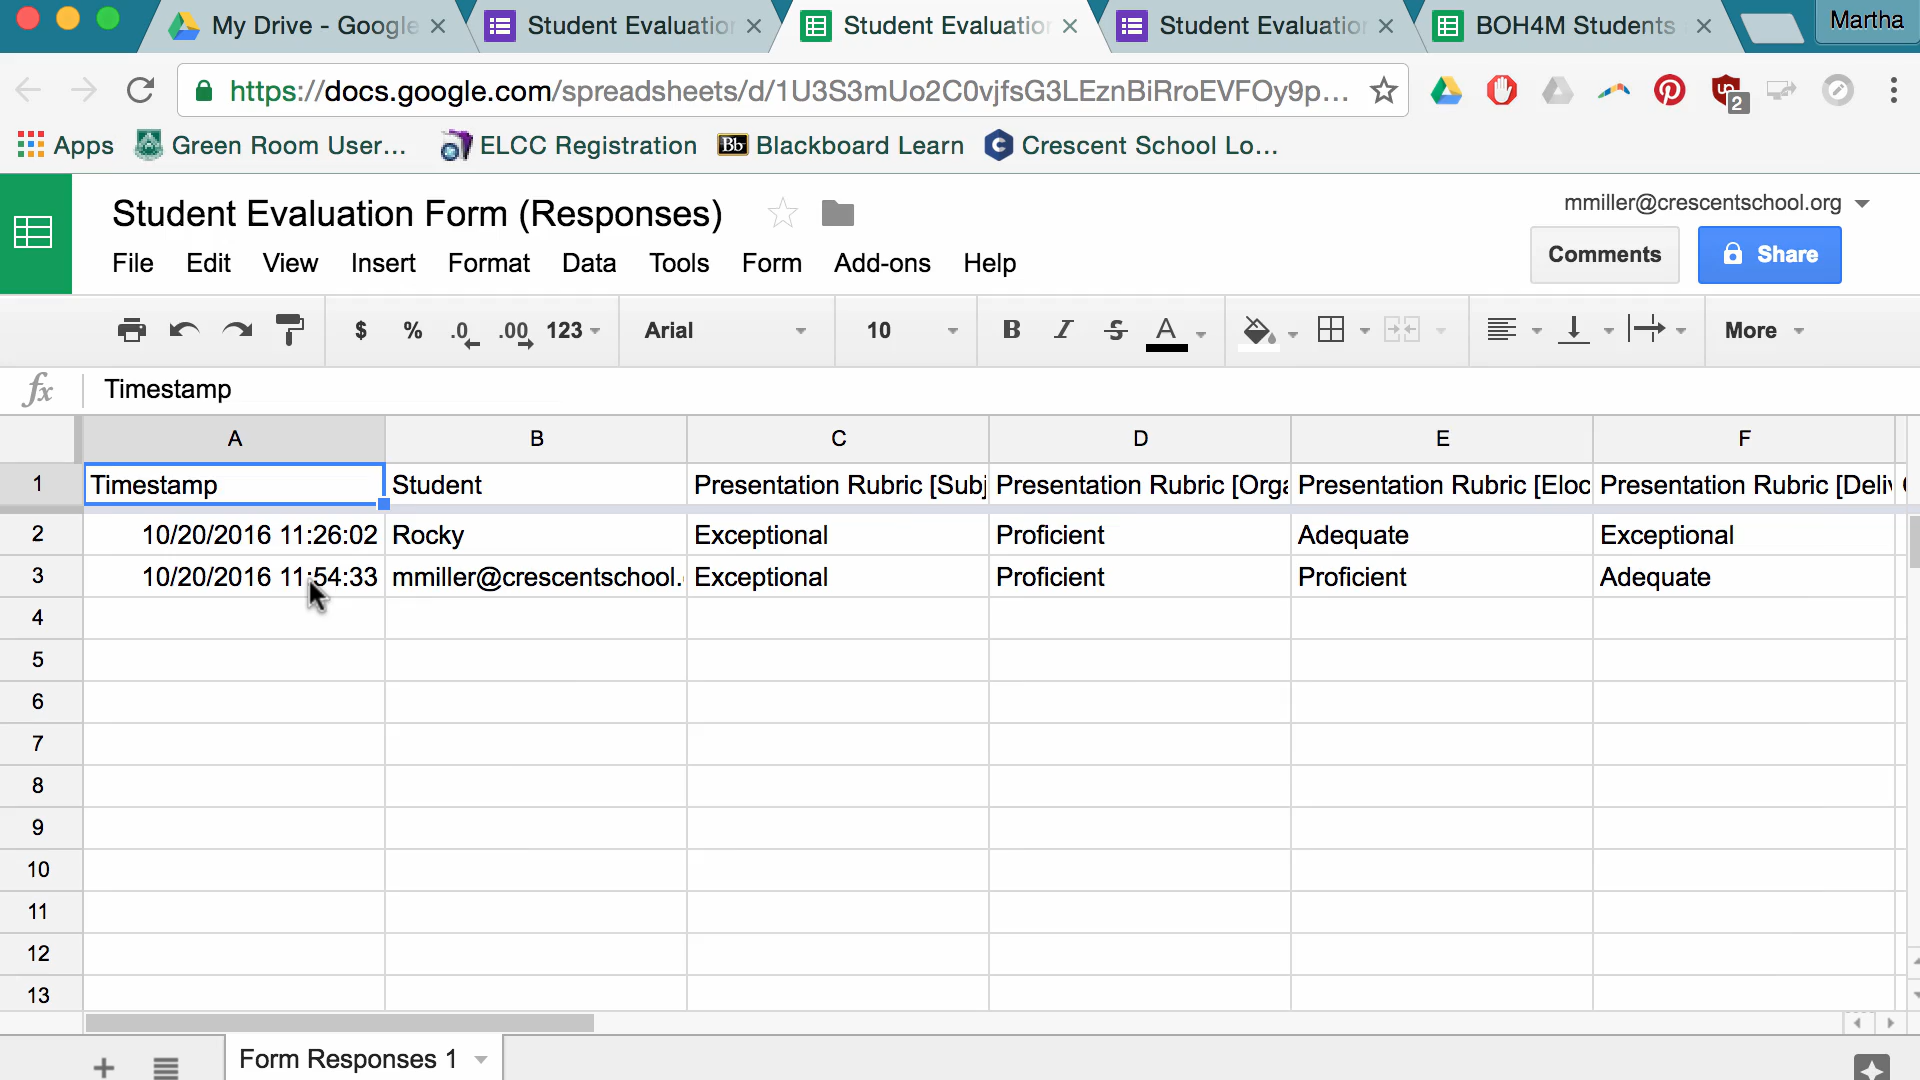 My Drive - Google
Student Evaluation
Student Evaluation
Student Evaluation
BOH4M Students
Martha
https://docs.google.com/spreadsheets/d/1U3S3mUo2C0vjfsG3LEznBiRroEVFOy9p...
2
Apps
Green Room User...
ELCC Registration
Bb
Blackboard Learn
Crescent School Lo...
Student Evaluation Form (Responses)
mmiller@crescentschool.org
File Edit View Insert Format Data Tools Form Add-ons Help
Comments
Share
$ % .0 .00 123 Arial 10 B I S A More
fx Timestamp
A B C D E F
1 Timestamp Student Presentation Rubric [Subj Presentation Rubric [Orga Presentation Rubric [Eloc Presentation Rubric [Deliv
2 10/20/2016 11:26:02 Rocky Exceptional Proficient Adequate Exceptional
3 10/20/2016 11:54:33 mmiller@crescentschool. Exceptional Proficient Proficient Adequate
4
5
6
7
8
9
10
11
12
13
Form Responses 1